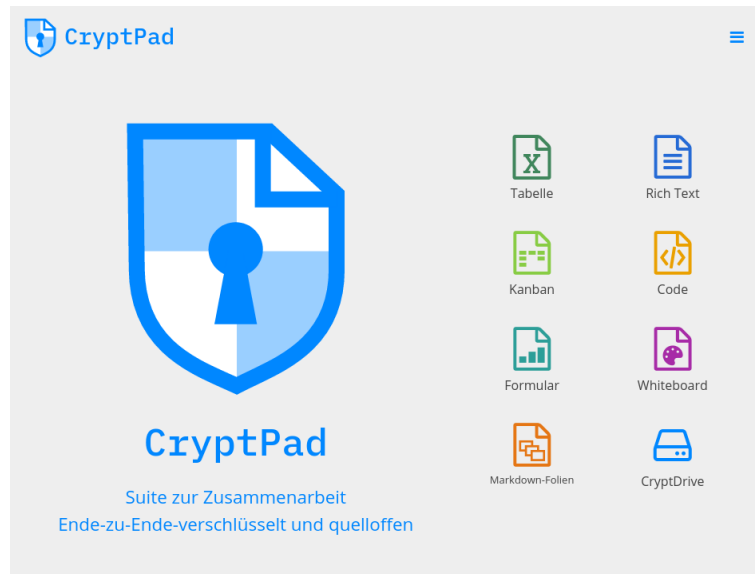 CryptPad
CryptPad
Suite zur Zusammenarbeit
Ende-zu-Ende-verschlüsselt und quelloffen
X
Tabelle
Rich Text
Kanban
</>
Code
Formular
Whiteboard
Markdown-Folien
CryptDrive